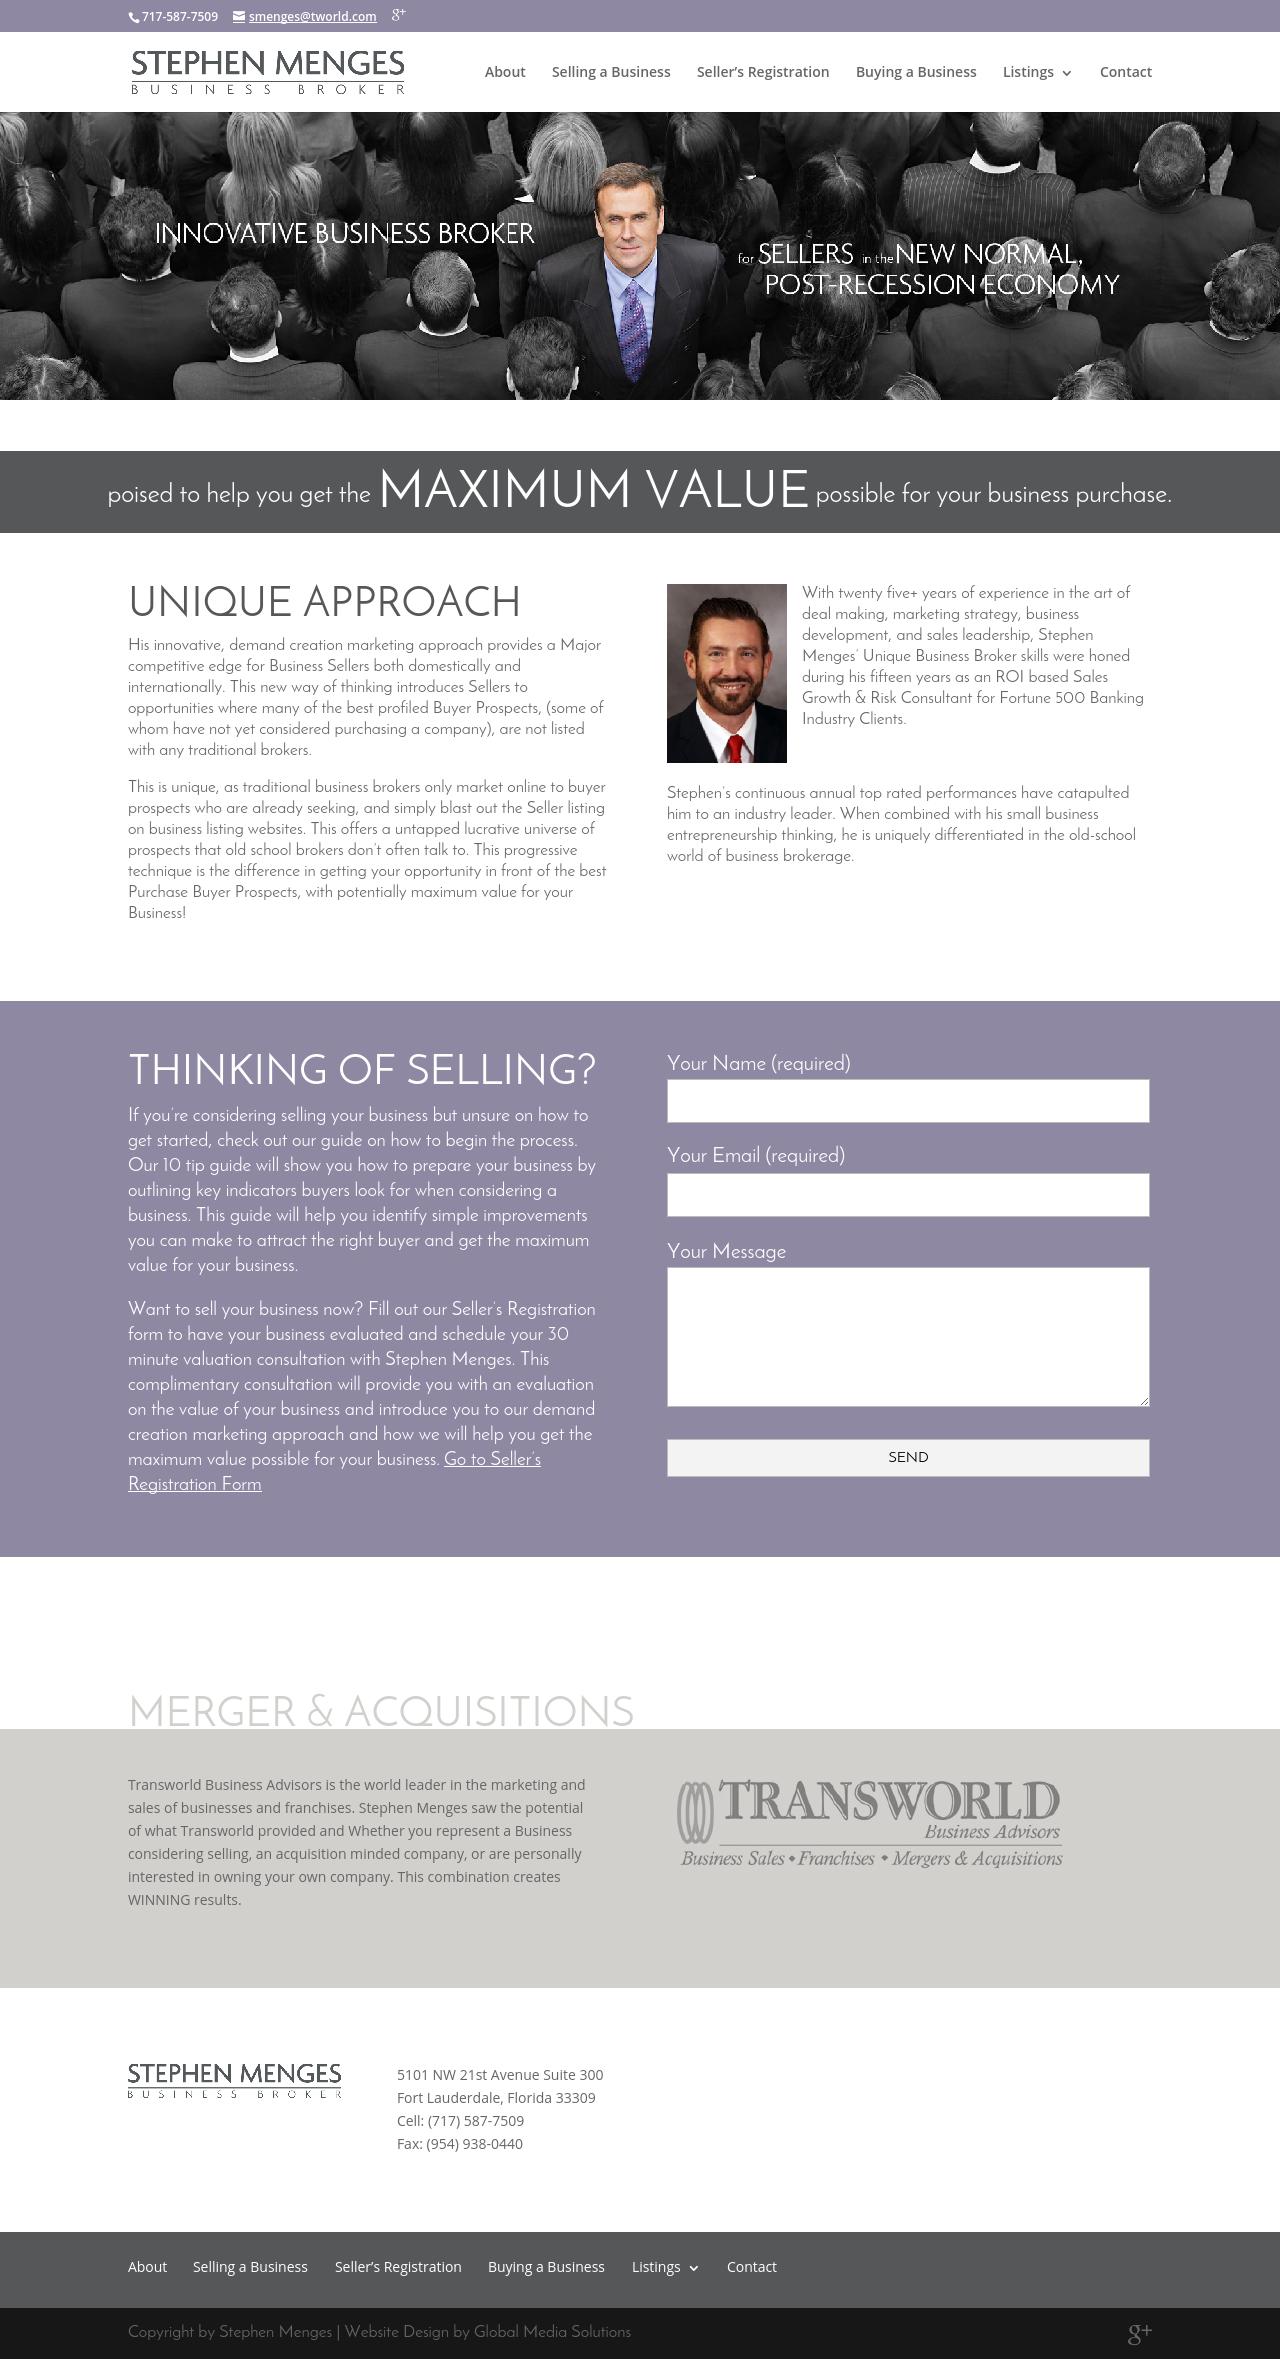 717-587-7509 smenges@tworld.com g+
STEPHEN MENGES
BUSINESS BROKER
About Selling a Business Seller’s Registration Buying a Business Listings Contact
INNOVATIVE BUSINESS BROKER
for SELLERS in the NEW NORMAL,
POST-RECESSION ECONOMY
poised to help you get the MAXIMUM VALUE possible for your business purchase.
UNIQUE APPROACH
His innovative, demand creation marketing approach provides a Major
competitive edge for Business Sellers both domestically and
internationally. This new way of thinking introduces Sellers to
opportunities where many of the best profiled Buyer Prospects, (some of
whom have not yet considered purchasing a company), are not listed
with any traditional brokers.
This is unique, as traditional business brokers only market online to buyer
prospects who are already seeking, and simply blast out the Seller listing
on business listing websites. This offers a untapped lucrative universe of
prospects that old school brokers don’t often talk to. This progressive
technique is the difference in getting your opportunity in front of the best
Purchase Buyer Prospects, with potentially maximum value for your
Business!
With twenty five+ years of experience in the art of
deal making, marketing strategy, business
development, and sales leadership, Stephen
Menges’ Unique Business Broker skills were honed
during his fifteen years as an ROI based Sales
Growth & Risk Consultant for Fortune 500 Banking
Industry Clients.
Stephen’s continuous annual top rated performances have catapulted
him to an industry leader. When combined with his small business
entrepreneurship thinking, he is uniquely differentiated in the old-school
world of business brokerage.
THINKING OF SELLING?
If you’re considering selling your business but unsure on how to
get started, check out our guide on how to begin the process.
Our 10 tip guide will show you how to prepare your business by
outlining key indicators buyers look for when considering a
business. This guide will help you identify simple improvements
you can make to attract the right buyer and get the maximum
value for your business.
Want to sell your business now? Fill out our Seller’s Registration
form to have your business evaluated and schedule your 30
minute valuation consultation with Stephen Menges. This
complimentary consultation will provide you with an evaluation
on the value of your business and introduce you to our demand
creation marketing approach and how we will help you get the
maximum value possible for your business. Go to Seller’s
Registration Form
Your Name (required)
Your Email (required)
Your Message
SEND
MERGER & ACQUISITIONS
Transworld Business Advisors is the world leader in the marketing and
sales of businesses and franchises. Stephen Menges saw the potential
of what Transworld provided and Whether you represent a Business
considering selling, an acquisition minded company, or are personally
interested in owning your own company. This combination creates
WINNING results.
TRANSWORLD
Business Advisors
Business Sales ◆ Franchises ◆ Mergers & Acquisitions
STEPHEN MENGES
BUSINESS BROKER
5101 NW 21st Avenue Suite 300
Fort Lauderdale, Florida 33309
Cell: (717) 587-7509
Fax: (954) 938-0440
About Selling a Business Seller’s Registration Buying a Business Listings Contact
Copyright by Stephen Menges | Website Design by Global Media Solutions g+